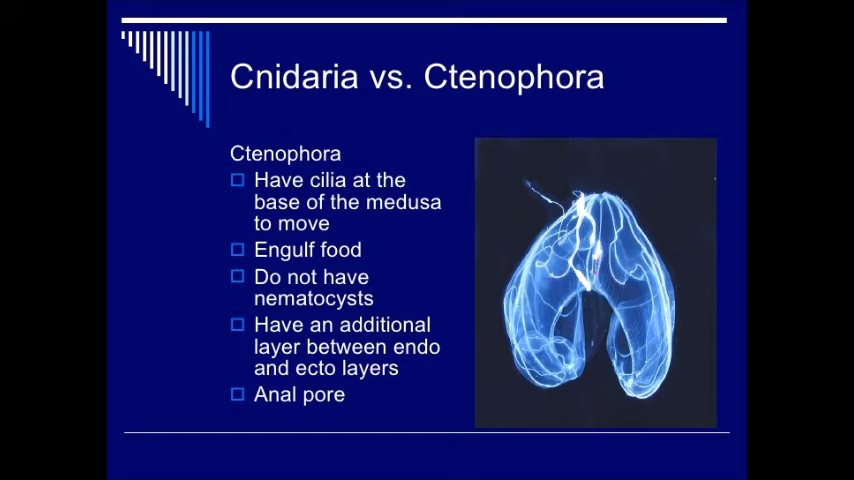 Cnidaria vs. Ctenophora
Ctenophora
Have cilia at the
base of the medusa
to move
Engulf food
Do not have
nematocysts
Have an additional
layer between endo
and ecto layers
Anal pore